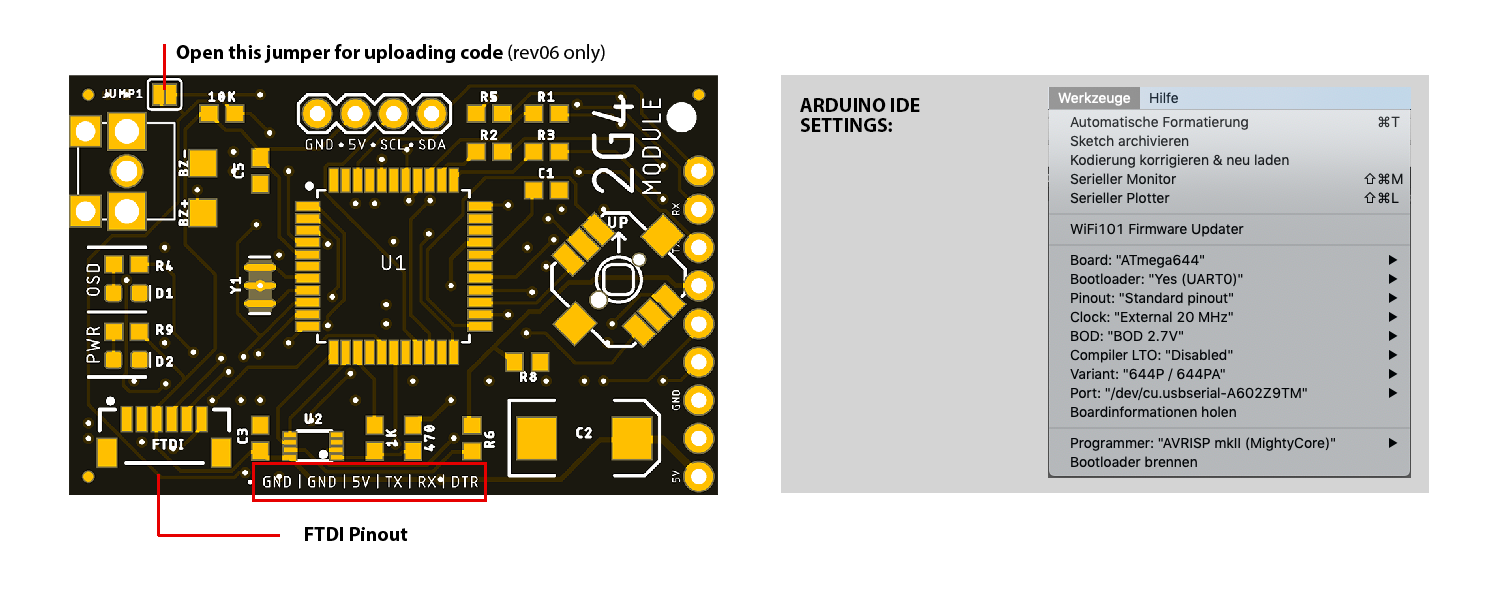 Open this jumper for uploading code (rev06 only)
JUMP1
10K
R5
R1
GND • 5V • SCL • SDA
R2
R3
2G4
MODULE
BZ-
C5
C1
BZ+
RX
UP
U1
OSD
R4
D1
Y1
PWR
R9
D2
R8
GND
FTDI
C3
U2
1K
470
R6
C2
5V
GND | GND | 5V | TX | RX | DTR
FTDI Pinout
ARDUINO IDE
SETTINGS:
Werkzeuge Hilfe
Automatische Formatierung ⌘T
Sketch archivieren
Kodierung korrigieren & neu laden
Serieller Monitor ⇧⌘M
Serieller Plotter ⇧⌘L
WiFi101 Firmware Updater
Board: "ATmega644"
Bootloader: "Yes (UART0)"
Pinout: "Standard pinout"
Clock: "External 20 MHz"
BOD: "BOD 2.7V"
Compiler LTO: "Disabled"
Variant: "644P / 644PA"
Port: "/dev/cu.usbserial-A602Z9TM"
Boardinformationen holen
Programmer: "AVRISP mkII (MightyCore)"
Bootloader brennen